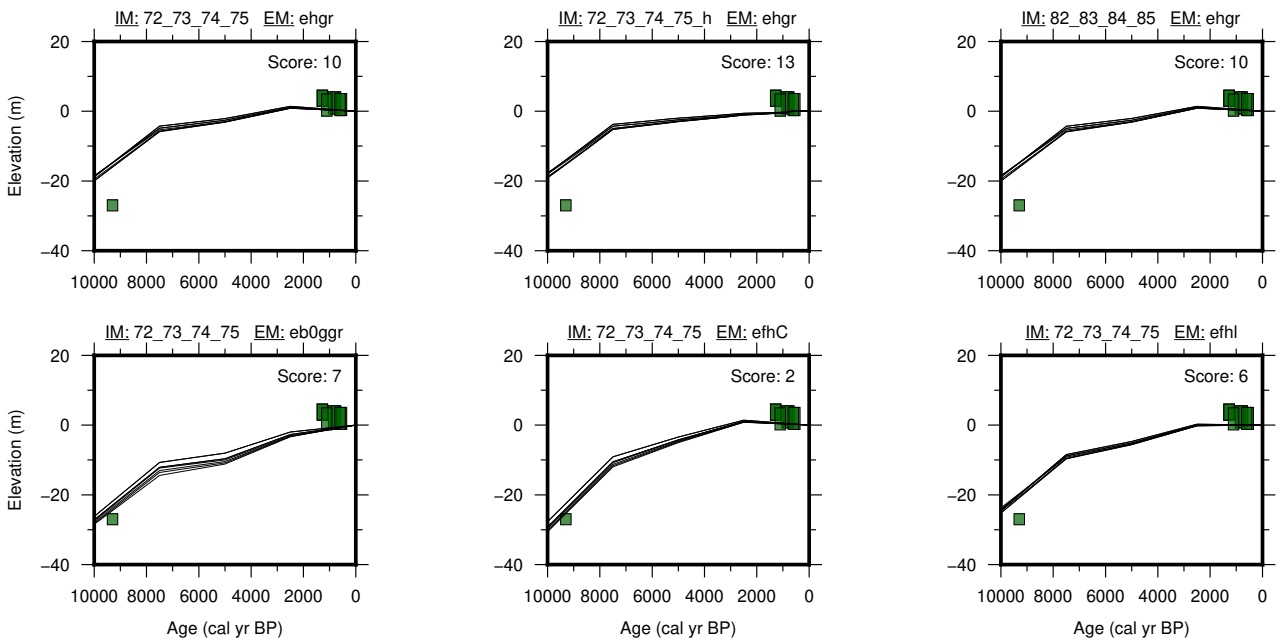 IM: 72_73_74_75 EM: ehgr
IM: 72_73_74_75_h EM: ehgr
IM: 82_83_84_85 EM: ehgr
Score: 10
Score: 13
Score: 10
Elevation (m)
20
0
−20
−40
20
0
−20
−40
20
0
−20
−40
10000 8000 6000 4000 2000 0
10000 8000 6000 4000 2000 0
10000 8000 6000 4000 2000 0
IM: 72_73_74_75 EM: eb0ggr
IM: 72_73_74_75 EM: efhC
IM: 72_73_74_75 EM: efhl
Score: 7
Score: 2
Score: 6
Elevation (m)
20
0
−20
−40
20
0
−20
−40
20
0
−20
−40
10000 8000 6000 4000 2000 0
10000 8000 6000 4000 2000 0
10000 8000 6000 4000 2000 0
Age (cal yr BP)
Age (cal yr BP)
Age (cal yr BP)